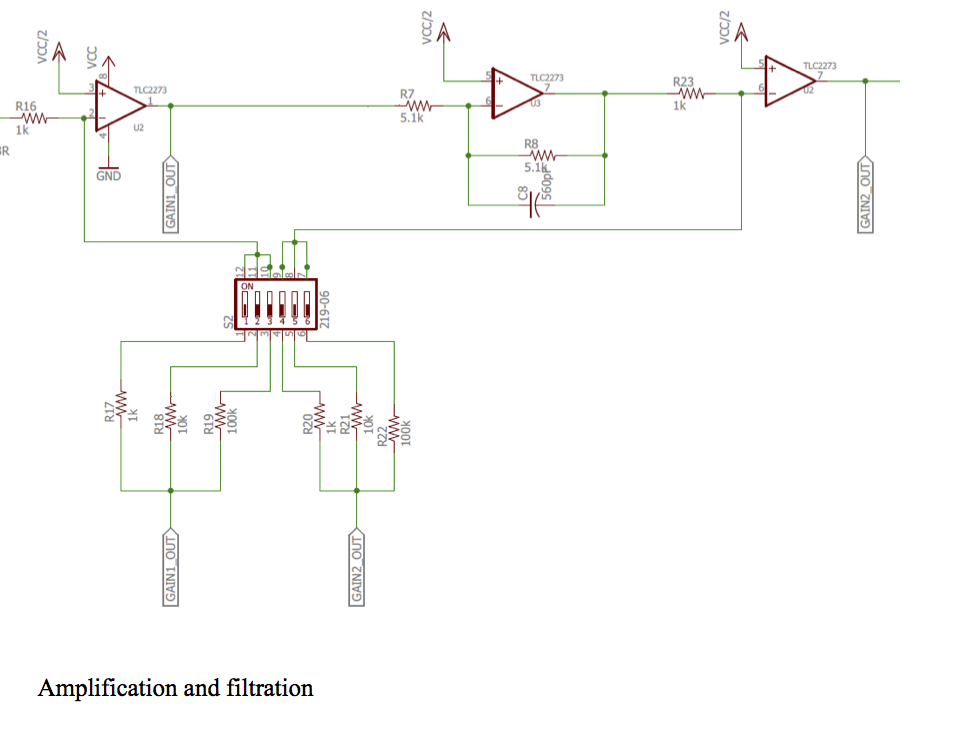 VCC/2
VCC
VCC/2
VCC/2
8
3
+
TLC2273
1
2
-
4
U2
R16
1k
GND
GAIN1_OUT
R7
5.1k
5
+
TLC2273
7
6
-
U3
R8
5.1k
C8
560pF
R23
1k
5
+
TLC2273
7
6
-
U2
GAIN2_OUT
12
11
10
9
8
7
ON
1 2 3 4 5 6
S2
219-06
1
2
3
4
5
6
R17
1k
R18
10k
R19
100k
R20
1k
R21
10k
R22
100k
GAIN1_OUT
GAIN2_OUT
Amplification and filtration